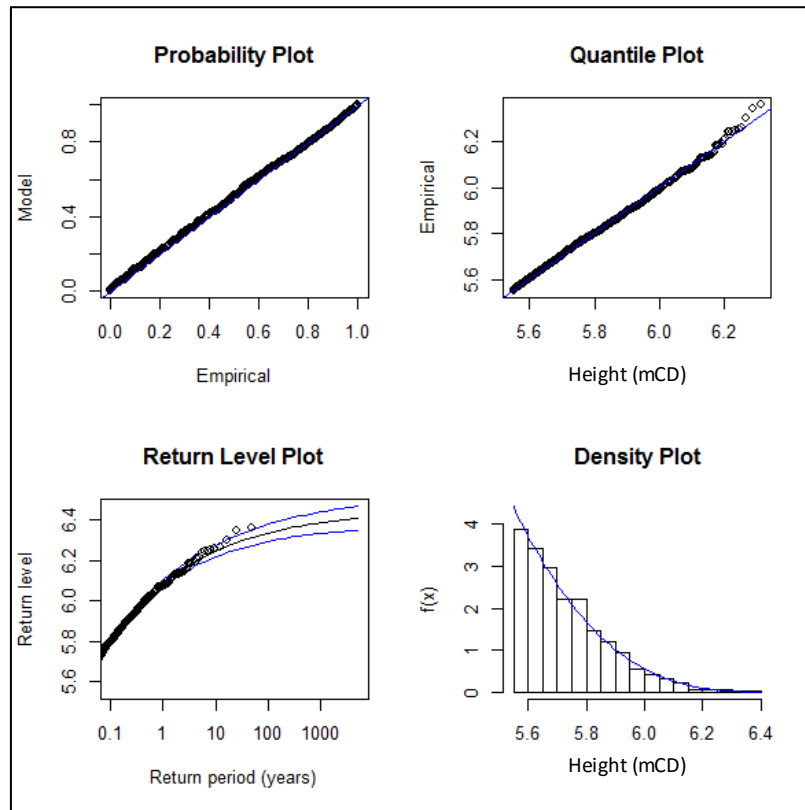 Probability Plot
Model
0.0 0.4 0.8
0.0 0.2 0.4 0.6 0.8 1.0
Empirical
Quantile Plot
Empirical
5.6 5.8 6.0 6.2
5.6 5.8 6.0 6.2
Height (mCD)
Return Level Plot
Return level
5.6 5.8 6.0 6.2 6.4
0.1 1 10 100 1000
Return period (years)
Density Plot
f(x)
0 1 2 3 4
5.6 5.8 6.0 6.2 6.4
Height (mCD)